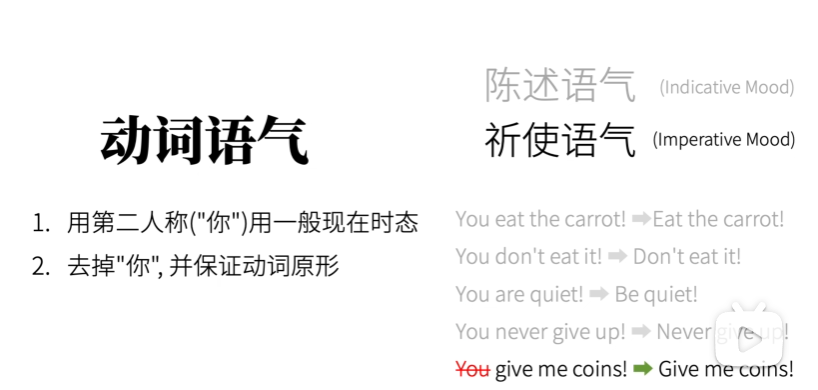 动词语气
1. 用第二人称("你")用一般现在时态
2. 去掉"你", 并保证动词原形
陈述语气 (Indicative Mood)
祈使语气 (Imperative Mood)
You eat the carrot! ➡ Eat the carrot!
You don't eat it! ➡ Don't eat it!
You are quiet! ➡ Be quiet!
You never give up! ➡ Never give up!
You give me coins! ➡ Give me coins!